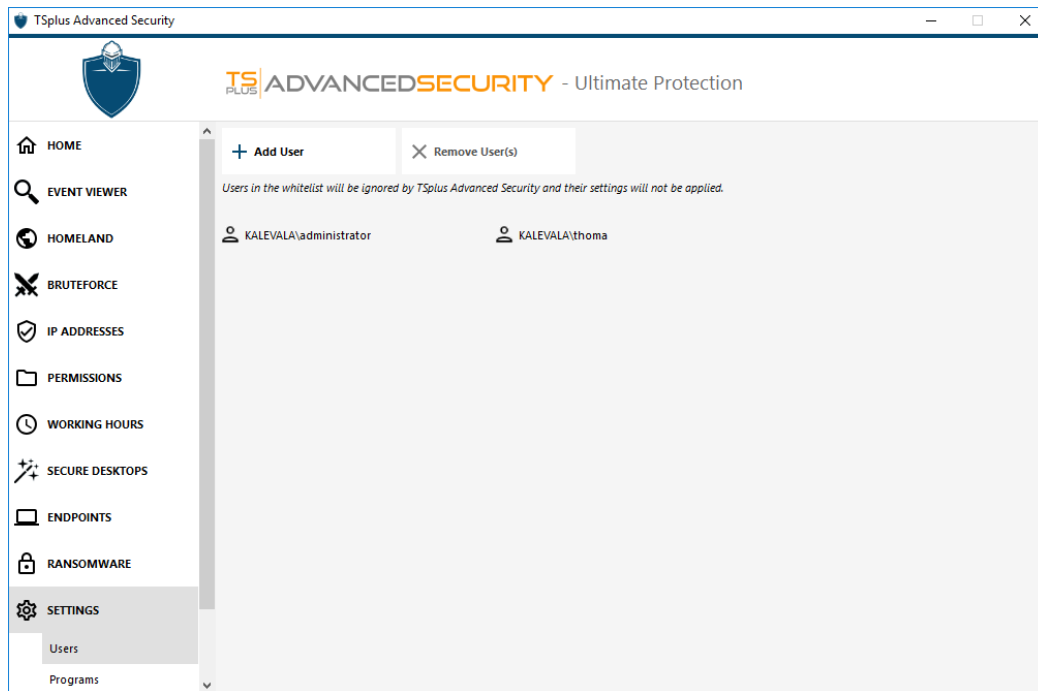 TSplus Advanced Security
TS PLUS ADVANCEDSECURITY - Ultimate Protection
HOME
EVENT VIEWER
HOMELAND
BRUTEFORCE
IP ADDRESSES
PERMISSIONS
WORKING HOURS
SECURE DESKTOPS
ENDPOINTS
RANSOMWARE
SETTINGS
Users
Programs
Add User
Remove User(s)
Users in the whitelist will be ignored by TSplus Advanced Security and their settings will not be applied.
KALEVALA\administrator
KALEVALA\thoma